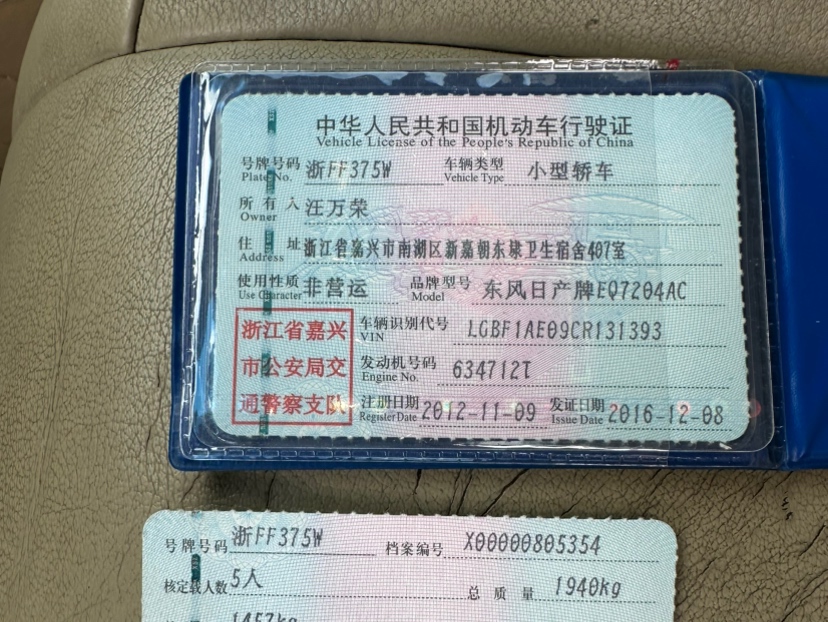 中华人民共和国机动车行驶证
Vehicle License of the People's Republic of China
号牌号码 浙FF375W 车辆类型 小型轿车
Plate No. Vehicle Type
所有人 汪万荣
Owner
住址 浙江省嘉兴市南湖区新嘉朝东埭卫生宿舍407室
Address
使用性质 非营运 品牌型号 东风日产牌EQ7204AC
Use Character Model
浙江省嘉兴 车辆识别代号 LGBF1AE09CR131393
VIN
市公安局交 发动机号码 634712T
Engine No.
通警察支队 注册日期 2012-11-09 发证日期 2016-12-08
Register Date Issue Date
号牌号码 浙FF375W 档案编号 X00000805354
核定载人数 5人 总质量 1940kg
1457kg